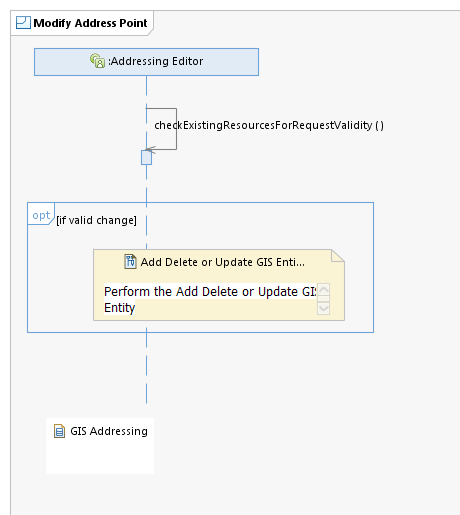 Modify Address Point
:Addressing Editor
checkExistingResourcesForRequestValidity ( )
opt
[if valid change]
Add Delete or Update GIS Enti...
Perform the Add Delete or Update GIS
Entity
GIS Addressing